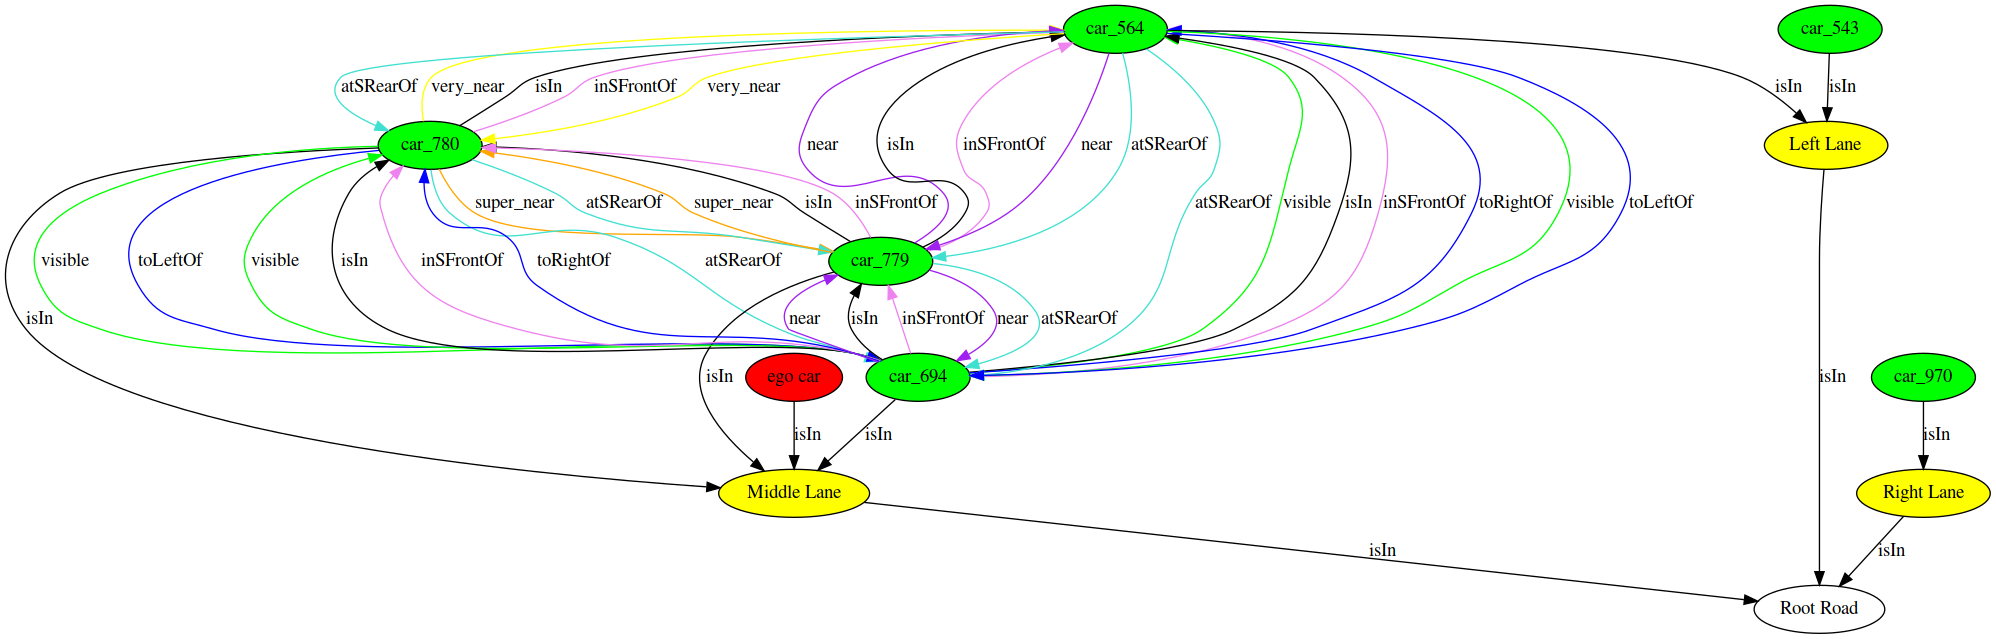 car_564
car_543
atSRearOf
very_near
isIn
inSFrontOf
very_near
isIn
isIn
car_780
near
isIn
inSFrontOf
near
atSRearOf
Left Lane
super_near
atSRearOf
super_near
isIn
inSFrontOf
atSRearOf
visible
isIn
inSFrontOf
toRightOf
visible
toLeftOf
visible
toLeftOf
visible
isIn
inSFrontOf
toRightOf
atSRearOf
car_779
isIn
near
isIn
inSFrontOf
near
atSRearOf
isIn
ego car
car_694
isIn
car_970
isIn
isIn
isIn
Middle Lane
Right Lane
isIn
isIn
Root Road